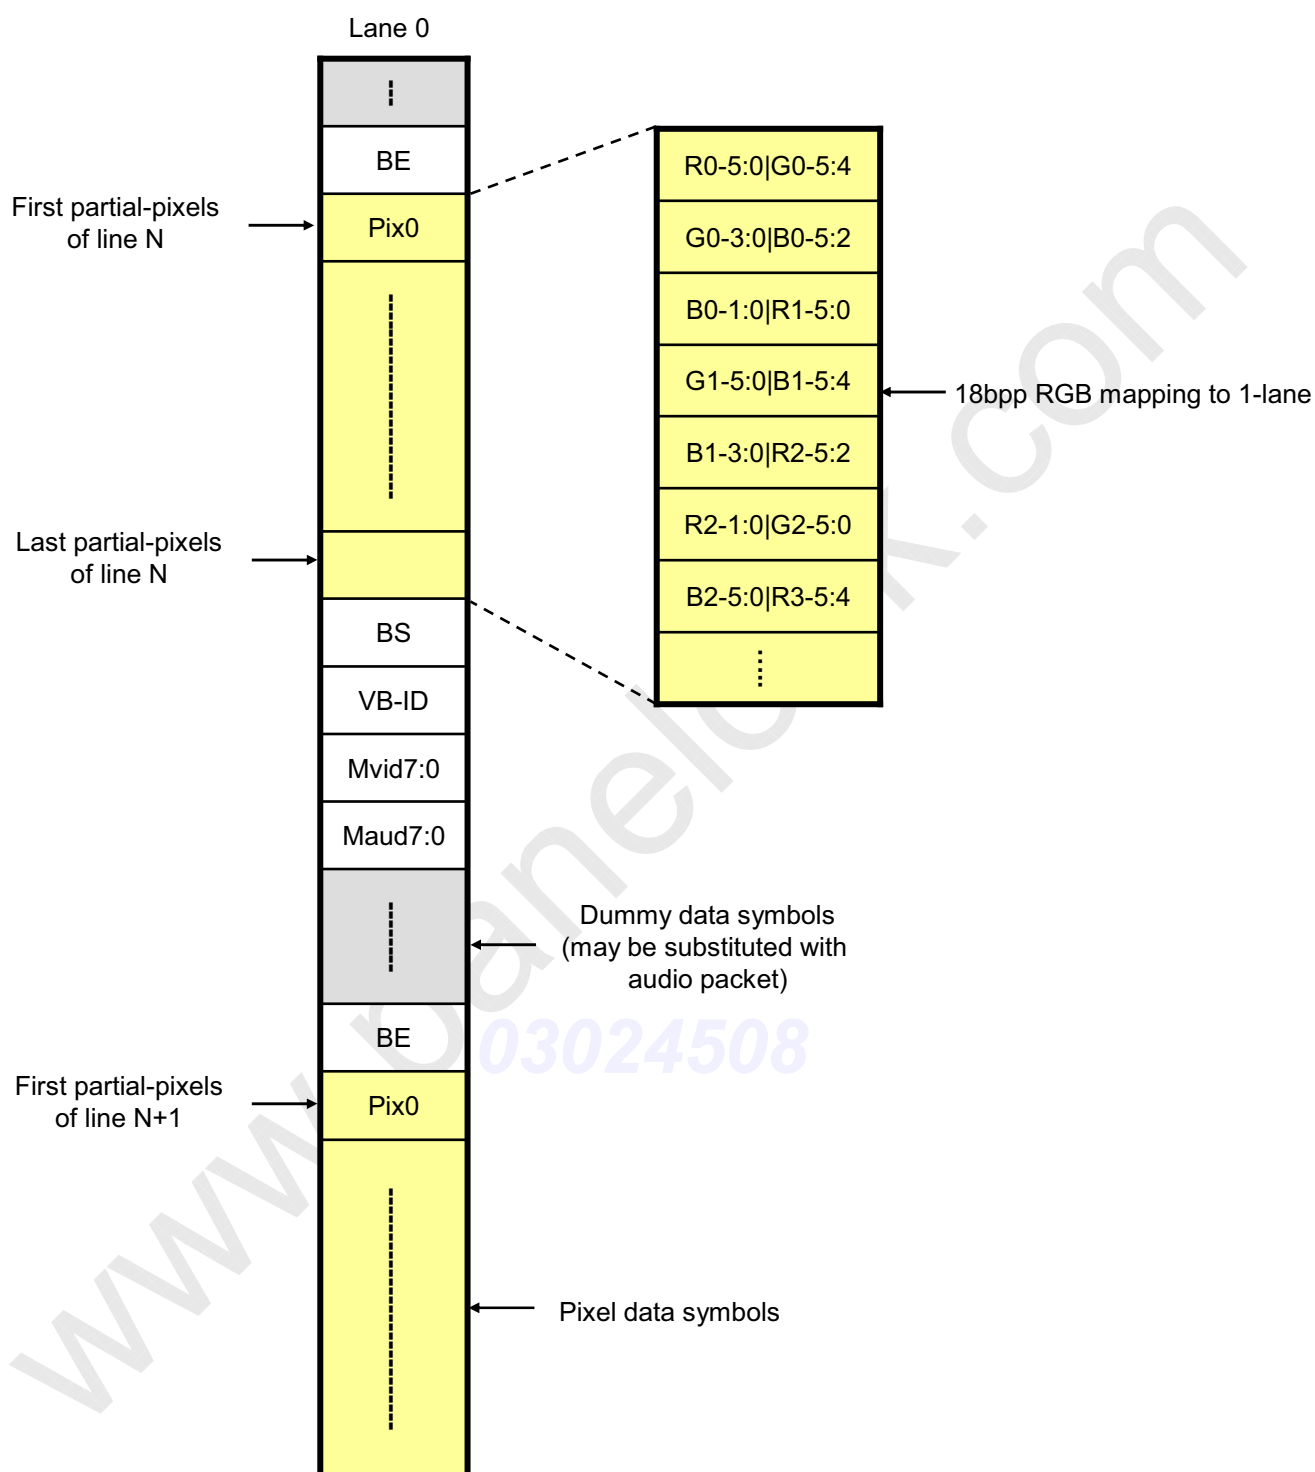 Lane 0
BE
First partial-pixels
of line N
Pix0
Last partial-pixels
of line N
BS
VB-ID
Mvid7:0
Maud7:0
Dummy data symbols
(may be substituted with
audio packet)
BE
First partial-pixels
of line N+1
Pix0
Pixel data symbols
R0-5:0|G0-5:4
G0-3:0|B0-5:2
B0-1:0|R1-5:0
G1-5:0|B1-5:4
B1-3:0|R2-5:2
R2-1:0|G2-5:0
B2-5:0|R3-5:4
18bpp RGB mapping to 1-lane
03024508